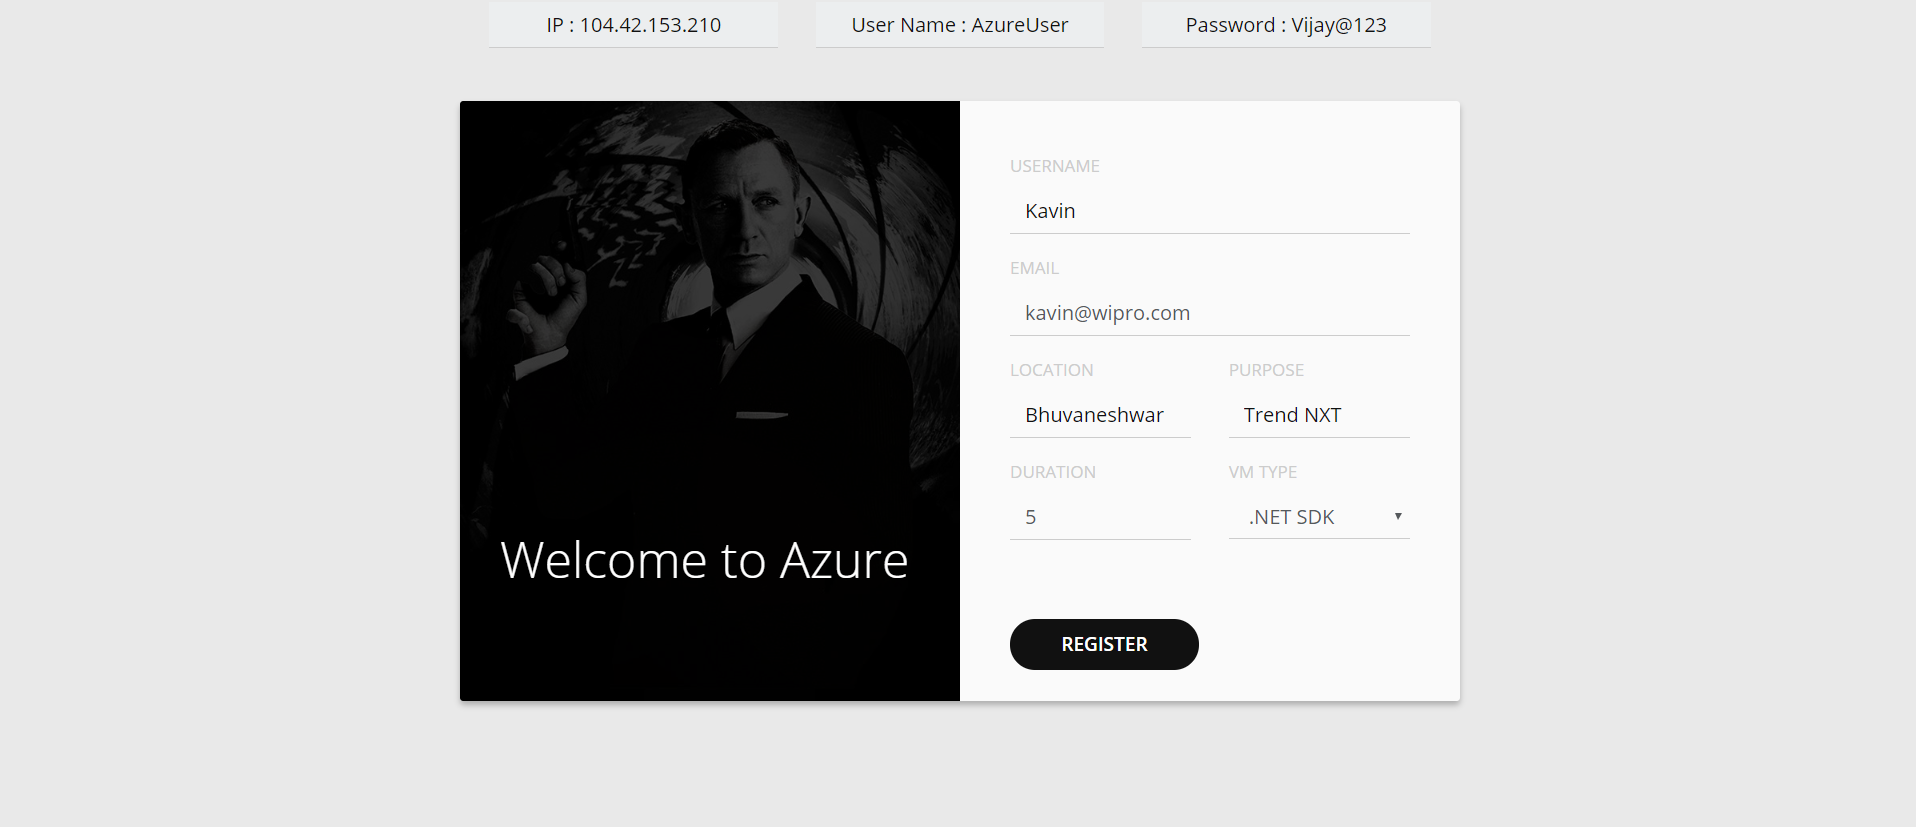 IP : 104.42.153.210
User Name : AzureUser
Password : Vijay@123
Welcome to Azure
USERNAME
Kavin
EMAIL
kavin@wipro.com
LOCATION
PURPOSE
Bhuvaneshwar
Trend NXT
DURATION
VM TYPE
5
.NET SDK
REGISTER